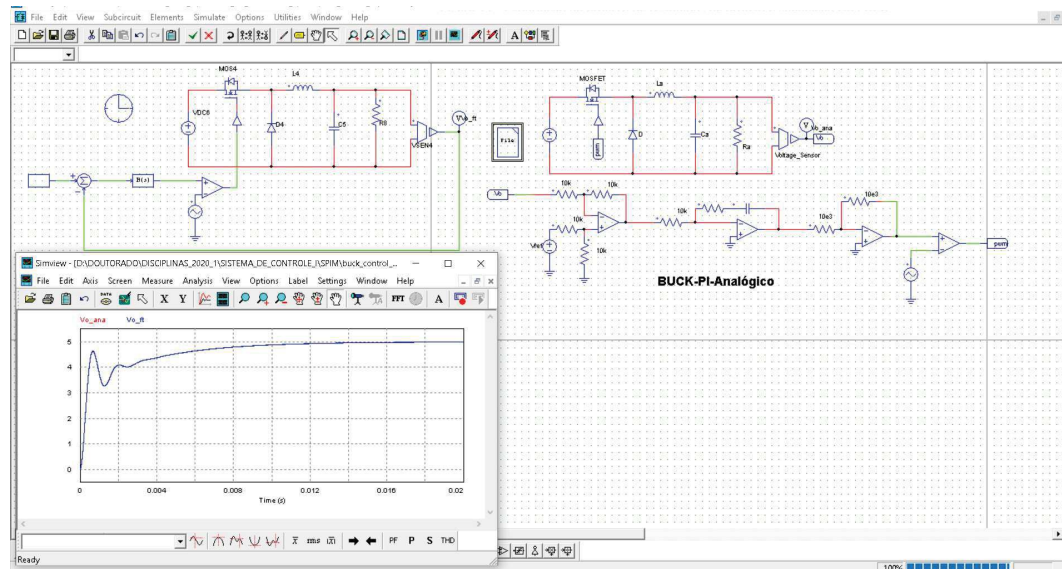 File Edit View Subcircuit Elements Simulate Options Utilities Window Help
MOS4
L4
VDC6
D4
C5
R8
VSEN4
Vo_ft
H(s)
MOSFET
La
File
pwm
D
Ca
Ra
Voltage_Sensor
Vo_ana
Vo
Vo
10k
10k
10k
10k
Vref
10k
10e3
10e3
pwm
BUCK-PI-Analógico
Simview - [D:\DOUTORADO\DISCIPLINAS_2020_1\SISTEMA_DE_CONTROLE_I\SPIM\buck_control_...
File Edit Axis Screen Measure Analysis View Options Label Settings Window Help
X Y FFT A
Vo_ana Vo_ft
5
4
3
2
1
0
0 0.004 0.008 0.012 0.016 0.02
Time (s)
x rms |x| PF P S THD
Ready
100%